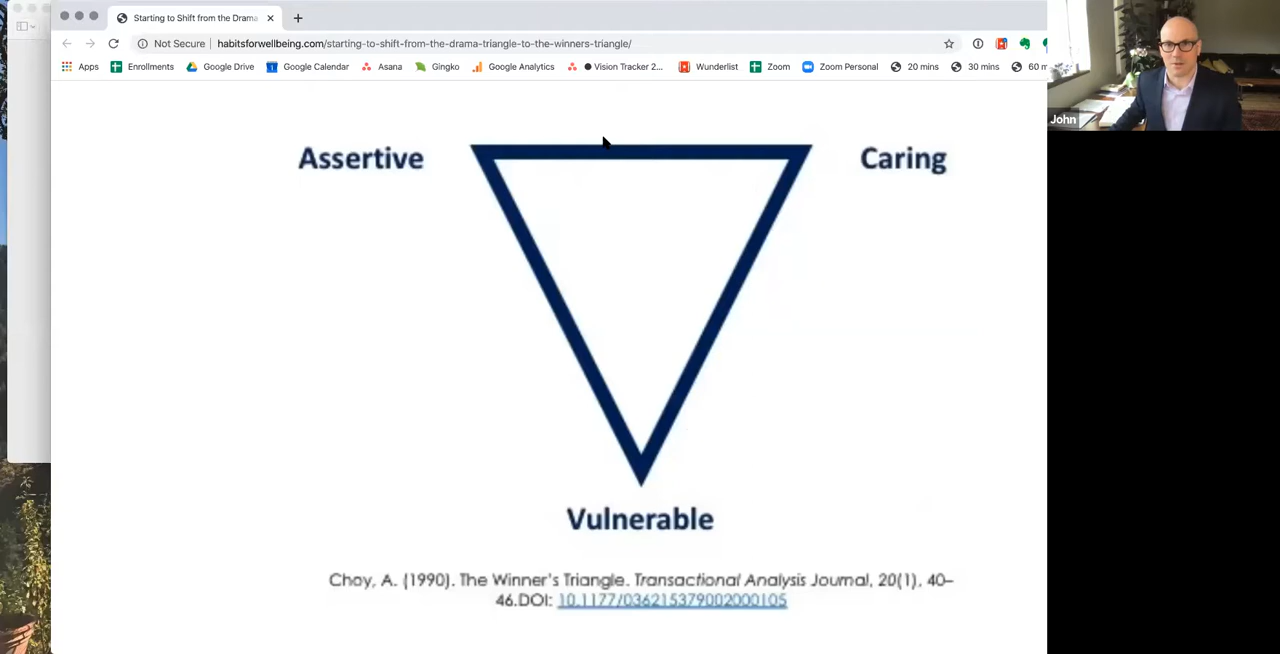 Starting to Shift from the Drama
Not Secure habitsforwellbeing.com/starting-to-shift-from-the-drama-triangle-to-the-winners-triangle/
Apps Enrollments Google Drive Google Calendar Asana Gingko Google Analytics Vision Tracker 2... Wunderlist Zoom Zoom Personal 20 mins 30 mins 60 m
John
Assertive Caring
Vulnerable
Choy, A. (1990). The Winner's Triangle. Transactional Analysis Journal, 20(1), 40–
46.DOI: 10.1177/036215379002000105